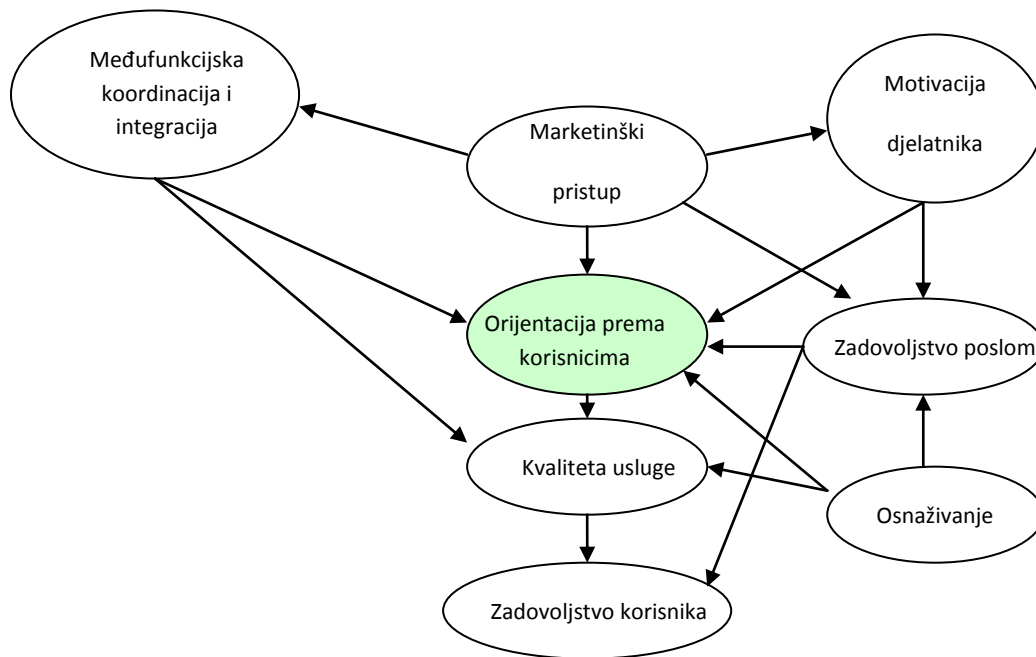 Međufunkcijska
koordinacija i
integracija
Marketinški
pristup
Motivacija
djelatnika
Orijentacija prema
korisnicima
Zadovoljstvo poslom
Kvaliteta usluge
Osnaživanje
Zadovoljstvo korisnika